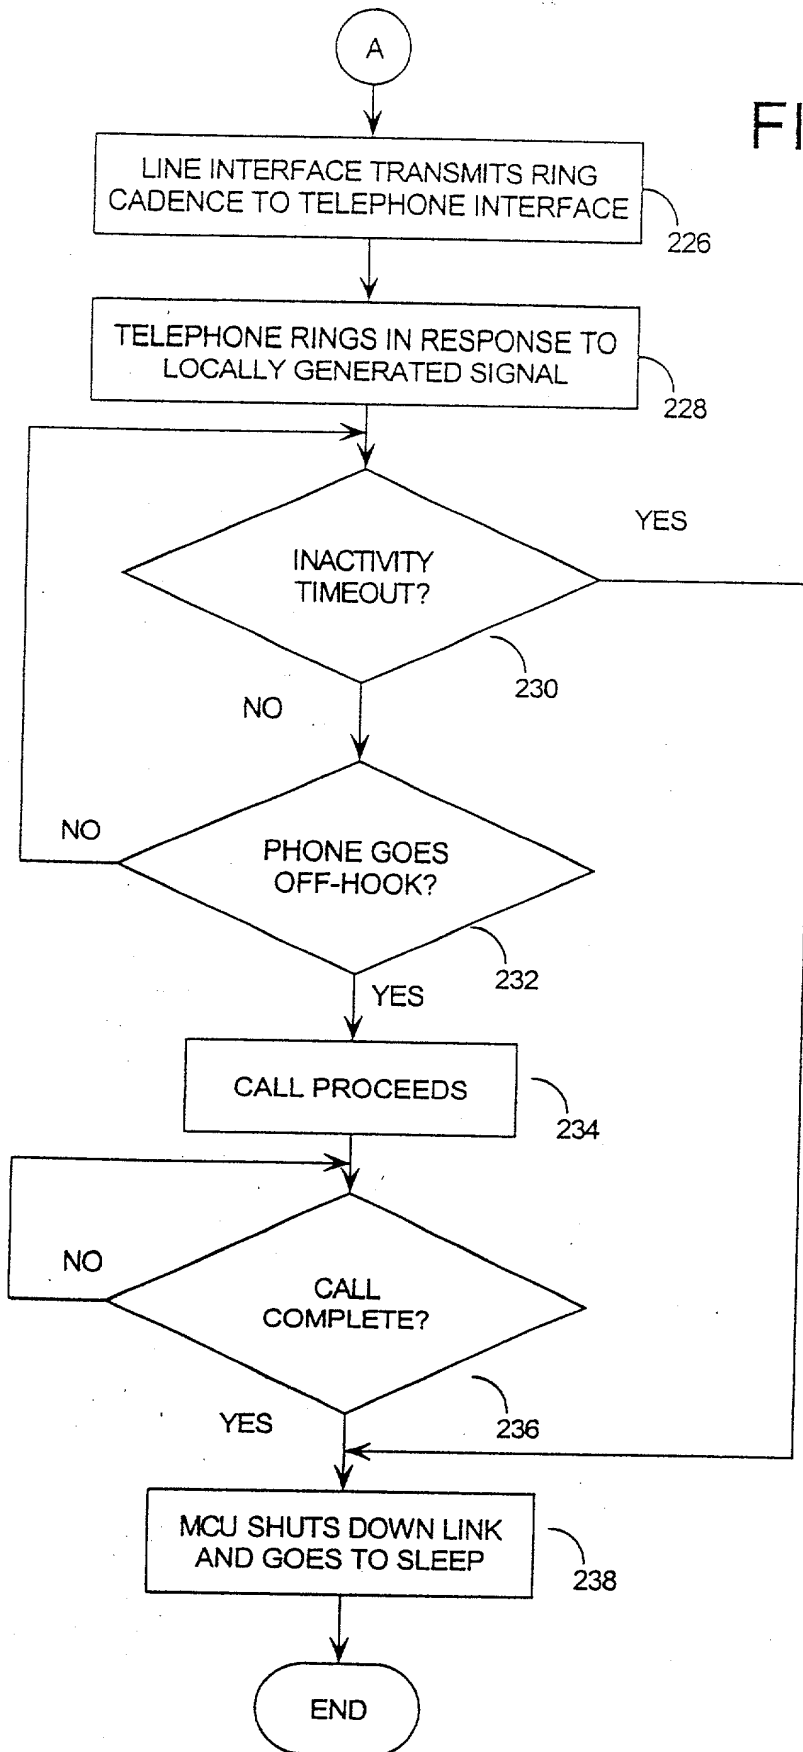 A
FI
LINE INTERFACE TRANSMITS RING
CADENCE TO TELEPHONE INTERFACE
226
TELEPHONE RINGS IN RESPONSE TO
LOCALLY GENERATED SIGNAL
228
YES
INACTIVITY
TIMEOUT?
230
NO
NO
PHONE GOES
OFF-HOOK?
232
YES
CALL PROCEEDS
234
NO
CALL
COMPLETE?
236
YES
MCU SHUTS DOWN LINK
AND GOES TO SLEEP
238
END